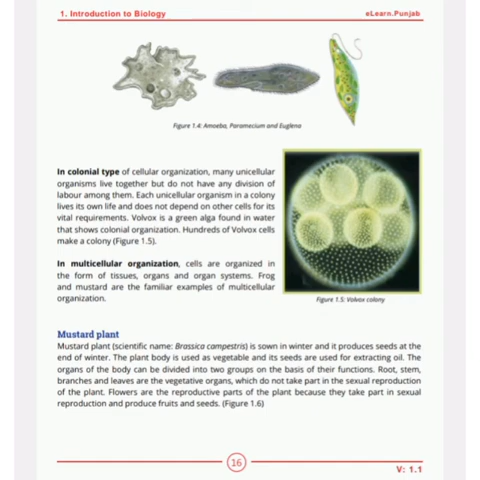 1. Introduction to Biology
eLearn.Punjab
Figure 1.4: Amoeba, Paramecium and Euglena
In colonial type of cellular organization, many unicellular
organisms live together but do not have any division of
labour among them. Each unicellular organism in a colony
lives its own life and does not depend on other cells for its
vital requirements. Volvox is a green alga found in water
that shows colonial organization. Hundreds of Volvox cells
make a colony (Figure 1.5).
In multicellular organization, cells are organized in
the form of tissues, organs and organ systems. Frog
and mustard are the familiar examples of multicellular
organization.
Figure 1.5: Volvox colony
Mustard plant
Mustard plant (scientific name: Brassica campestris) is sown in winter and it produces seeds at the
end of winter. The plant body is used as vegetable and its seeds are used for extracting oil. The
organs of the body can be divided into two groups on the basis of their functions. Root, stem,
branches and leaves are the vegetative organs, which do not take part in the sexual reproduction
of the plant. Flowers are the reproductive parts of the plant because they take part in sexual
reproduction and produce fruits and seeds. (Figure 1.6)
16
V: 1.1